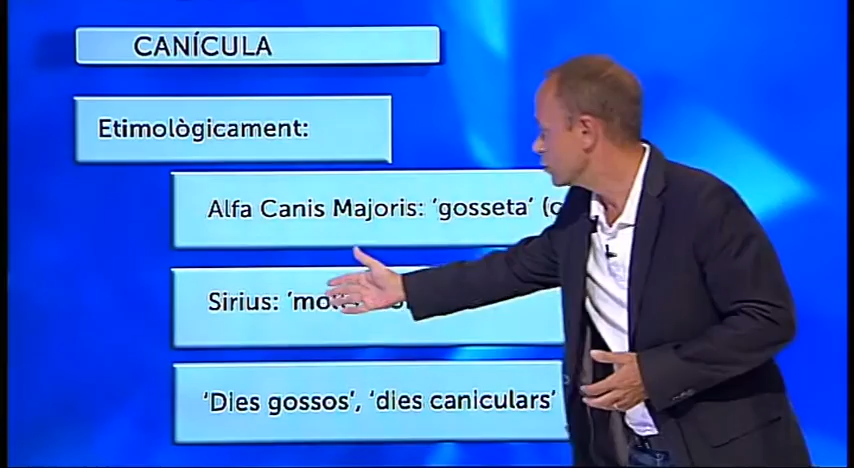 CANÍCULA
Etimològicament:
Alfa Canis Majoris: ‘gosseta’
Sirius:
‘Dies gossos’, ‘dies caniculars’